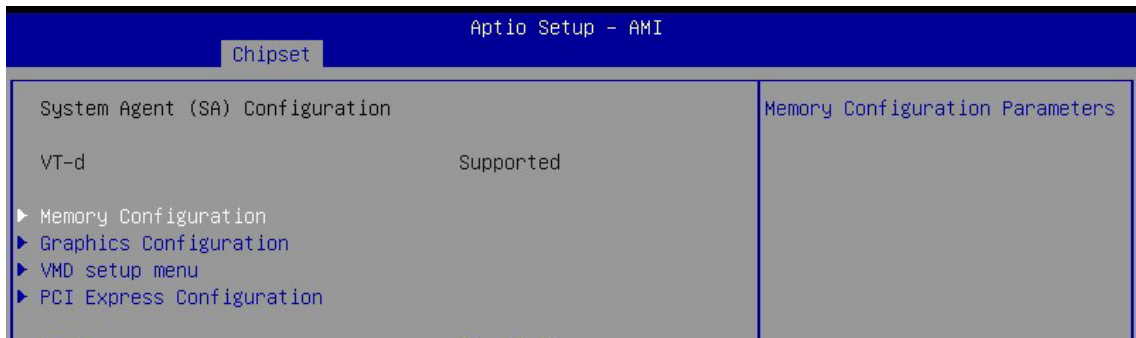 Aptio Setup – AMI
Chipset
System Agent (SA) Configuration
Memory Configuration Parameters
VT-d Supported
Memory Configuration
Graphics Configuration
VMD setup menu
PCI Express Configuration